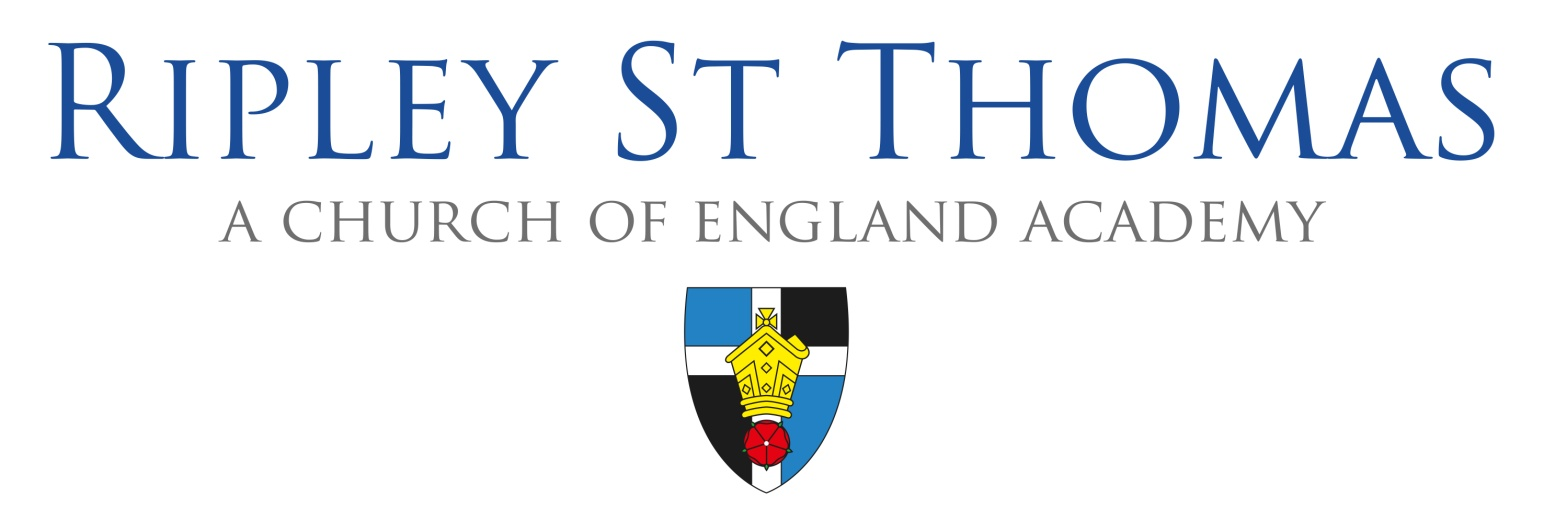 RIPLEY ST THOMAS
A CHURCH OF ENGLAND ACADEMY